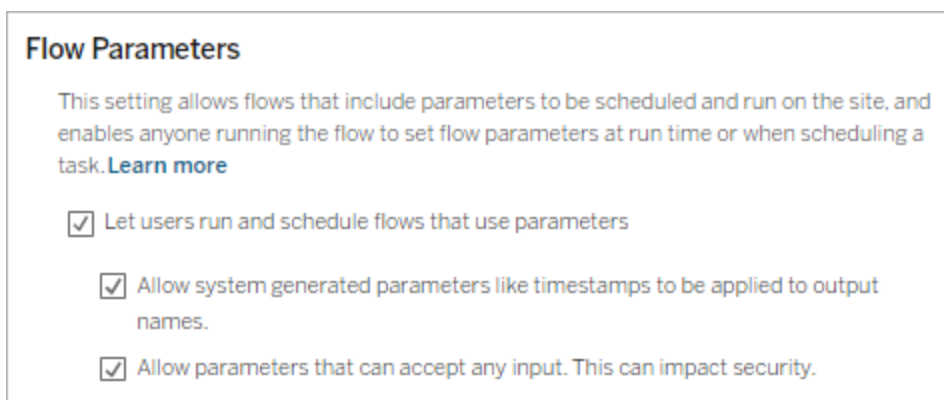 Flow Parameters
This setting allows flows that include parameters to be scheduled and run on the site, and
enables anyone running the flow to set flow parameters at run time or when scheduling a
task. Learn more
Let users run and schedule flows that use parameters
Allow system generated parameters like timestamps to be applied to output
names.
Allow parameters that can accept any input. This can impact security.